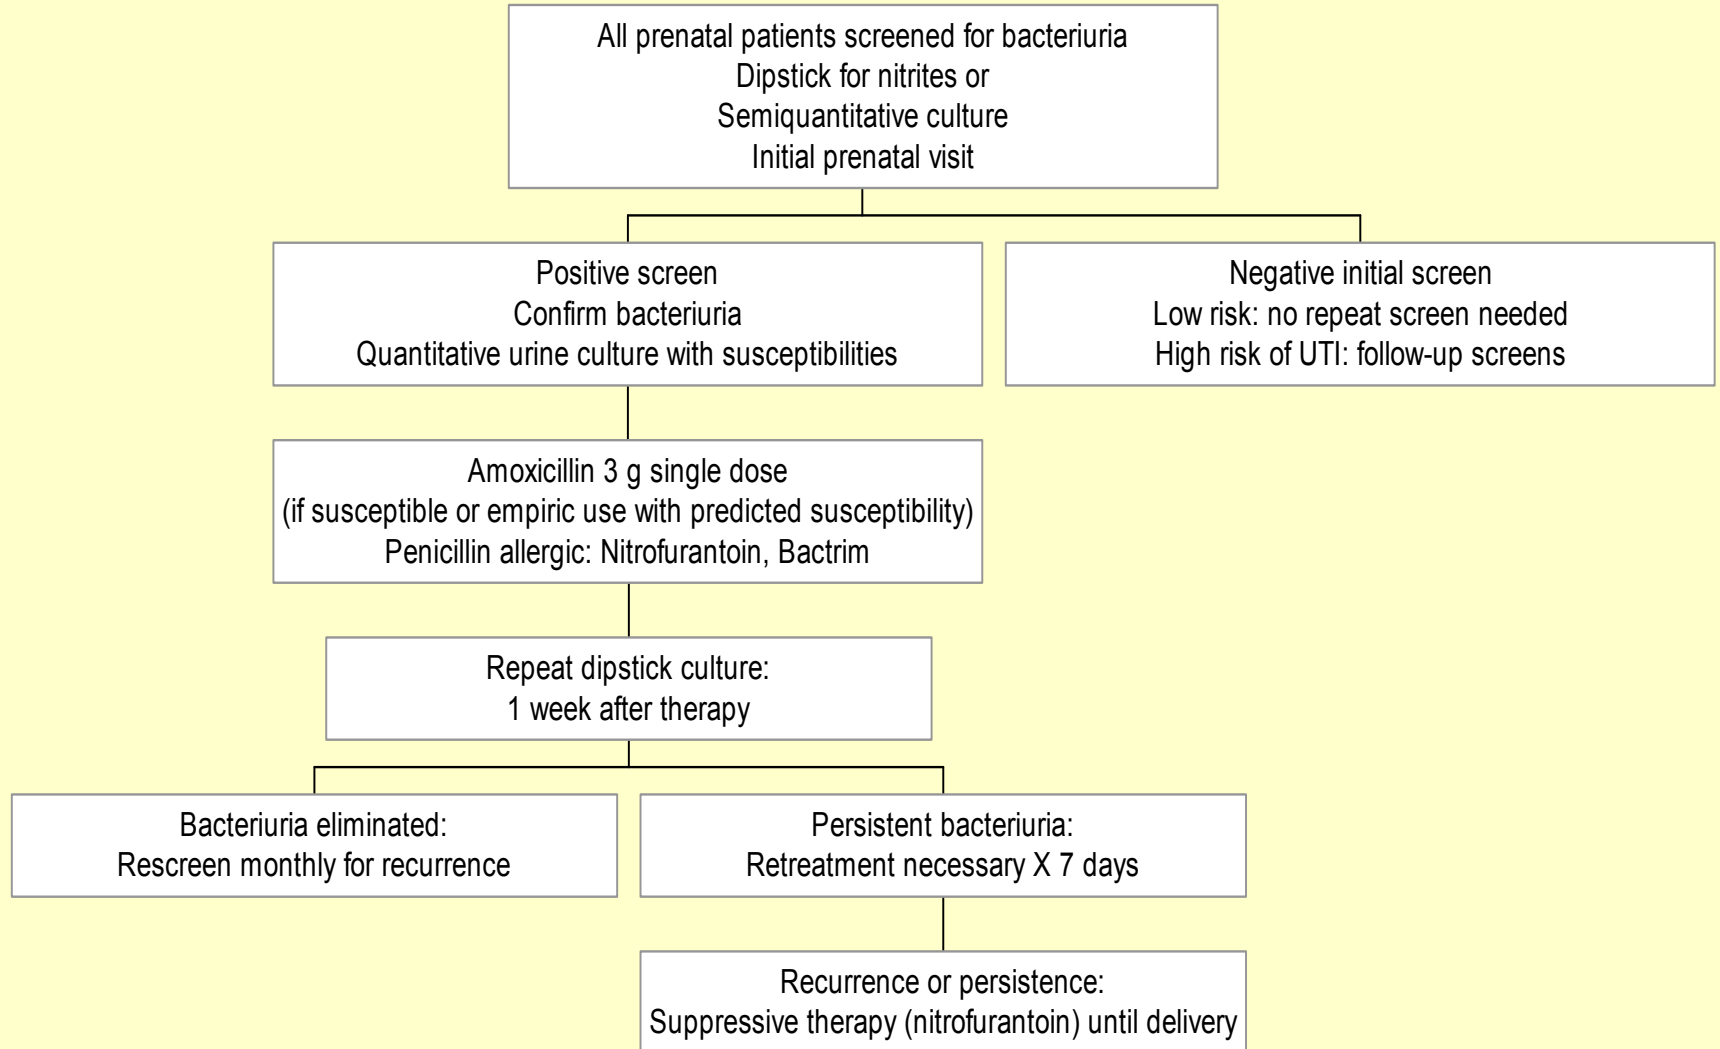 All prenatal patients screened for bacteriuria
Dipstick for nitrites or
Semiquantitative culture
Initial prenatal visit
Positive screen
Confirm bacteriuria
Quantitative urine culture with susceptibilities
Negative initial screen
Low risk: no repeat screen needed
High risk of UTI: follow-up screens
Amoxicillin 3 g single dose
(if susceptible or empiric use with predicted susceptibility)
Penicillin allergic: Nitrofurantoin, Bactrim
Repeat dipstick culture:
1 week after therapy
Bacteriuria eliminated:
Rescreen monthly for recurrence
Persistent bacteriuria:
Retreatment necessary X 7 days
Recurrence or persistence:
Suppressive therapy (nitrofurantoin) until delivery